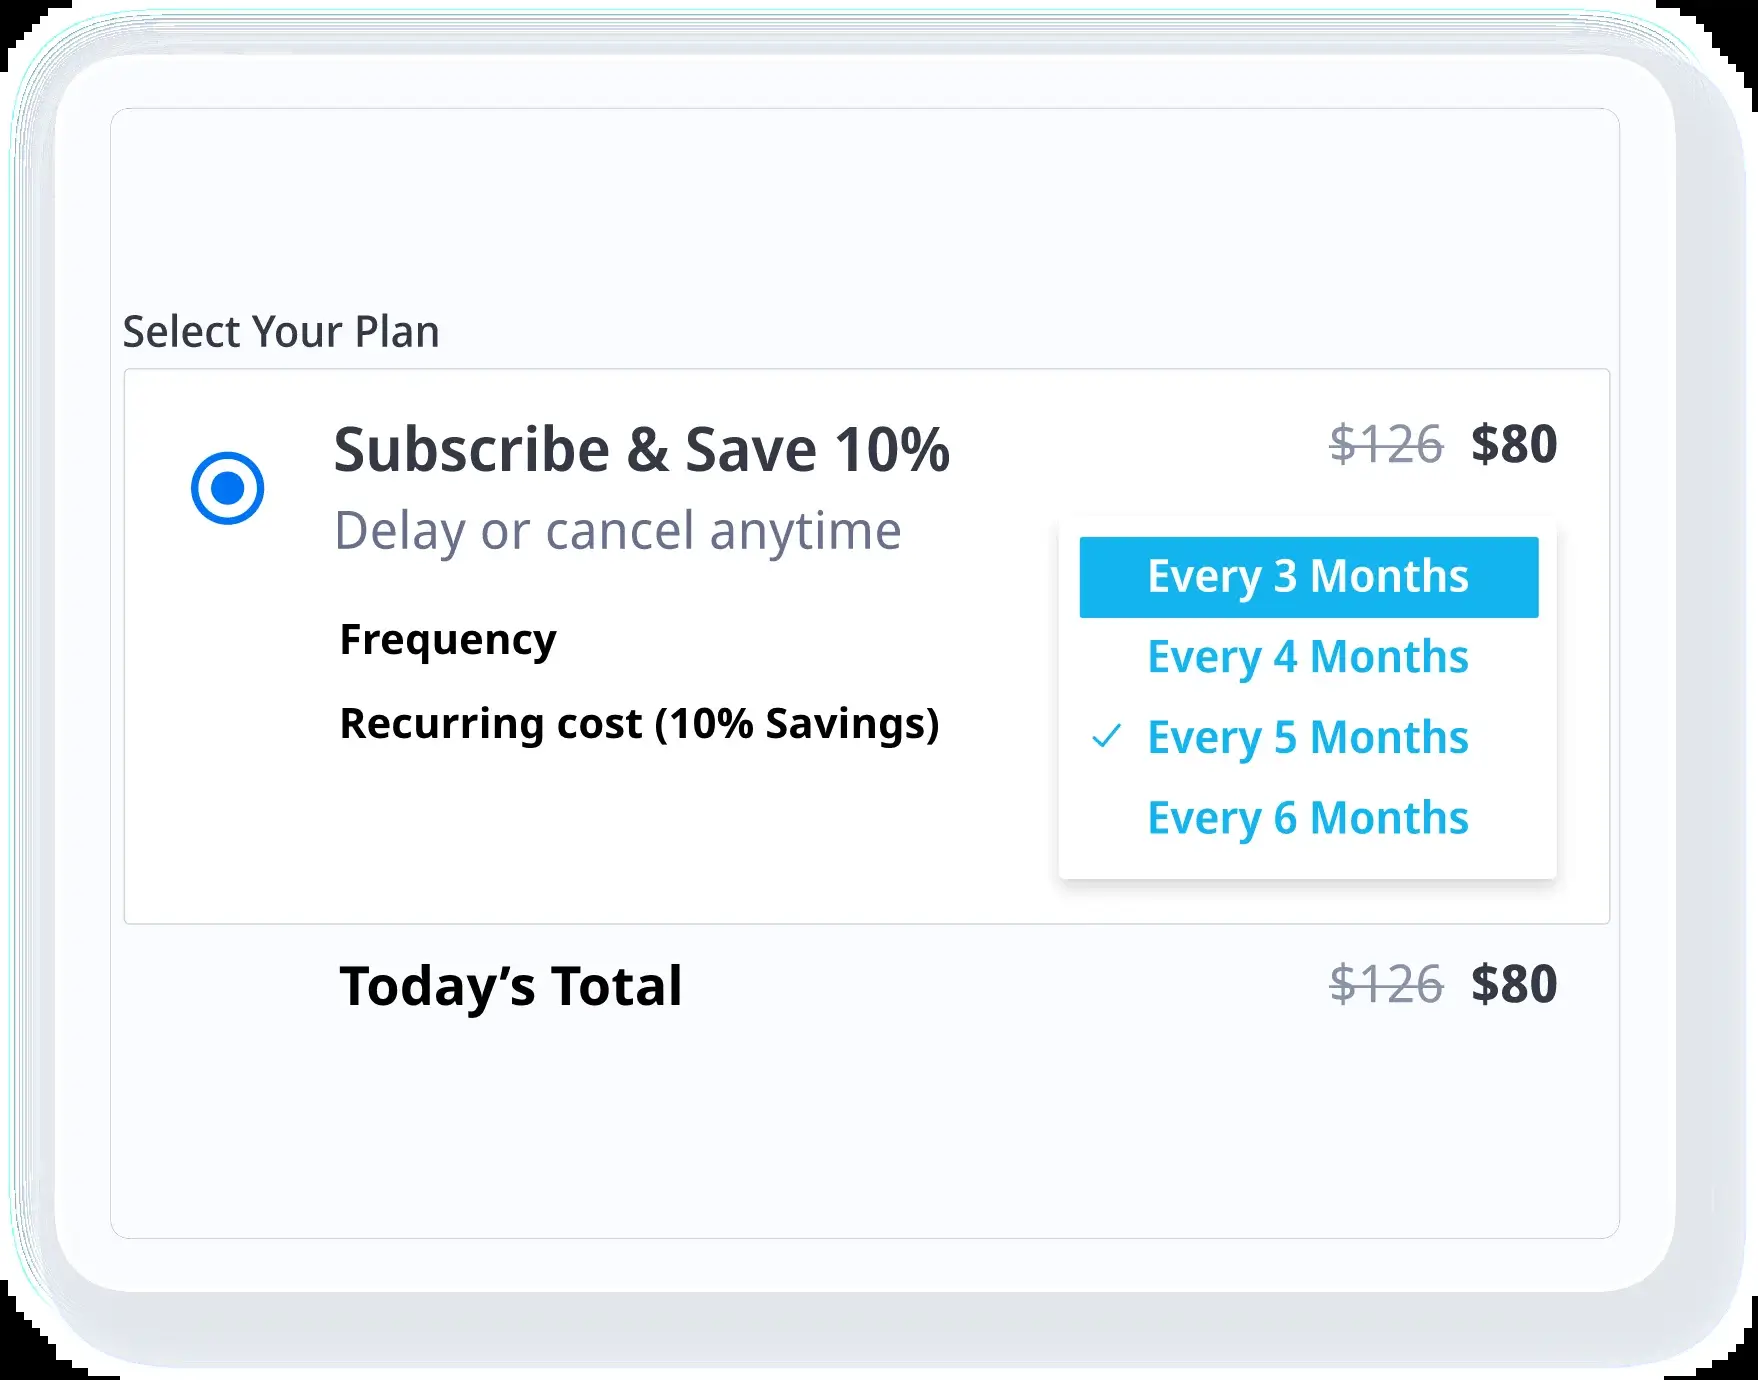 Select Your Plan
Subscribe & Save 10%
$126 $80
Delay or cancel anytime
Every 3 Months
Frequency
Every 4 Months
Recurring cost (10% Savings)
Every 5 Months
Every 6 Months
Today’s Total
$126 $80